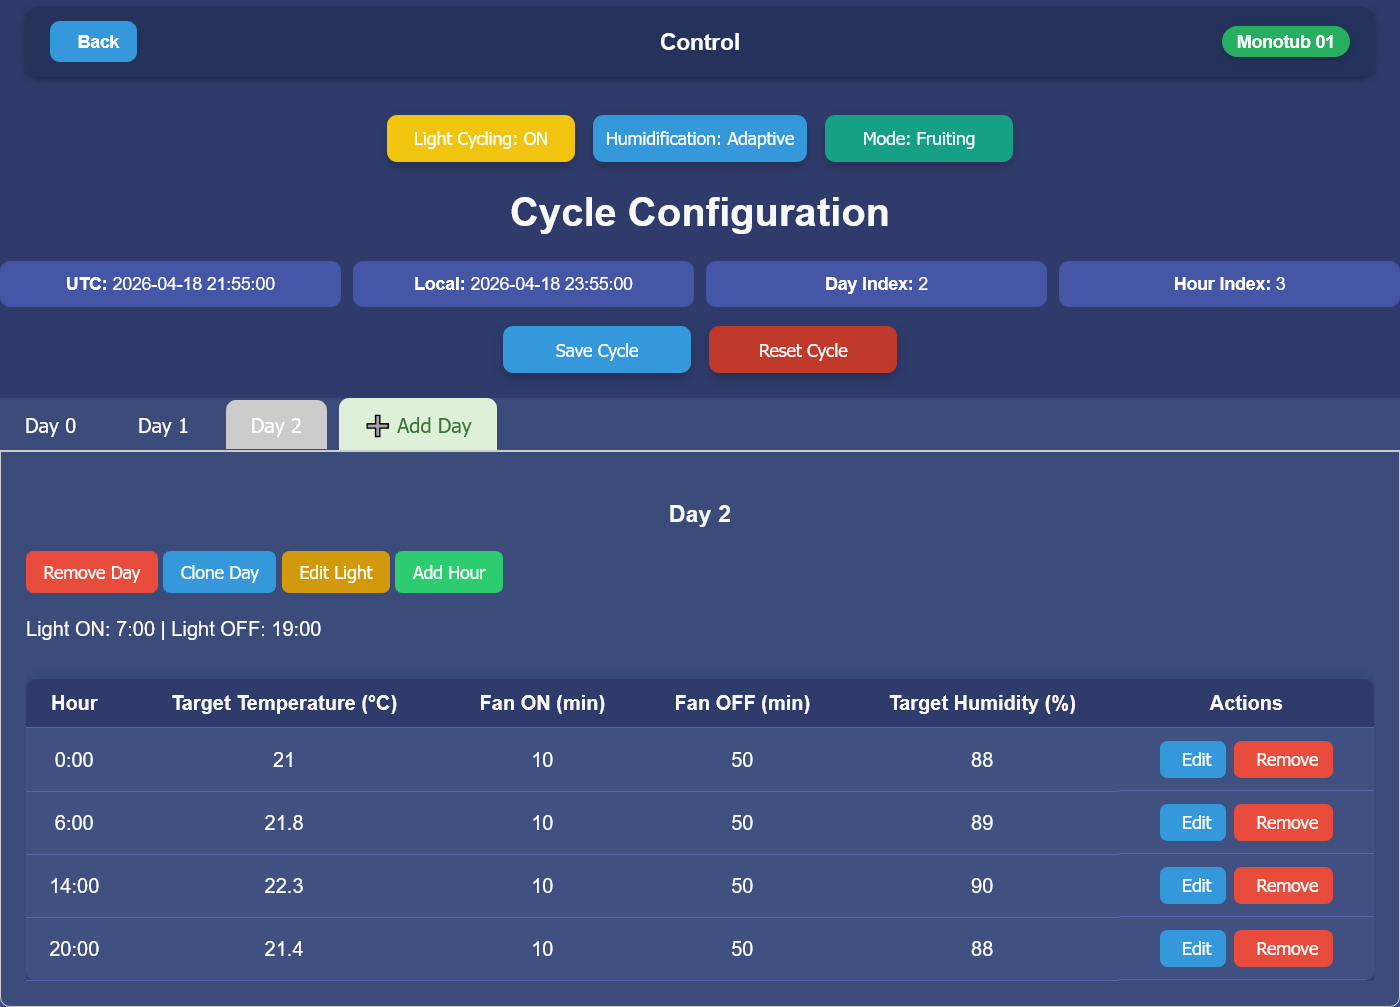 Back Control Monotub 01
Light Cycling: ON Humidification: Adaptive Mode: Fruiting
Cycle Configuration
UTC: 2026-04-18 21:55:00 Local: 2026-04-18 23:55:00 Day Index: 2 Hour Index: 3
Save Cycle Reset Cycle
Day 0 Day 1 Day 2 Add Day
Day 2
Remove Day Clone Day Edit Light Add Hour
Light ON: 7:00 | Light OFF: 19:00
Hour Target Temperature (°C) Fan ON (min) Fan OFF (min) Target Humidity (%) Actions
0:00 21 10 50 88 Edit Remove
6:00 21.8 10 50 89 Edit Remove
14:00 22.3 10 50 90 Edit Remove
20:00 21.4 10 50 88 Edit Remove